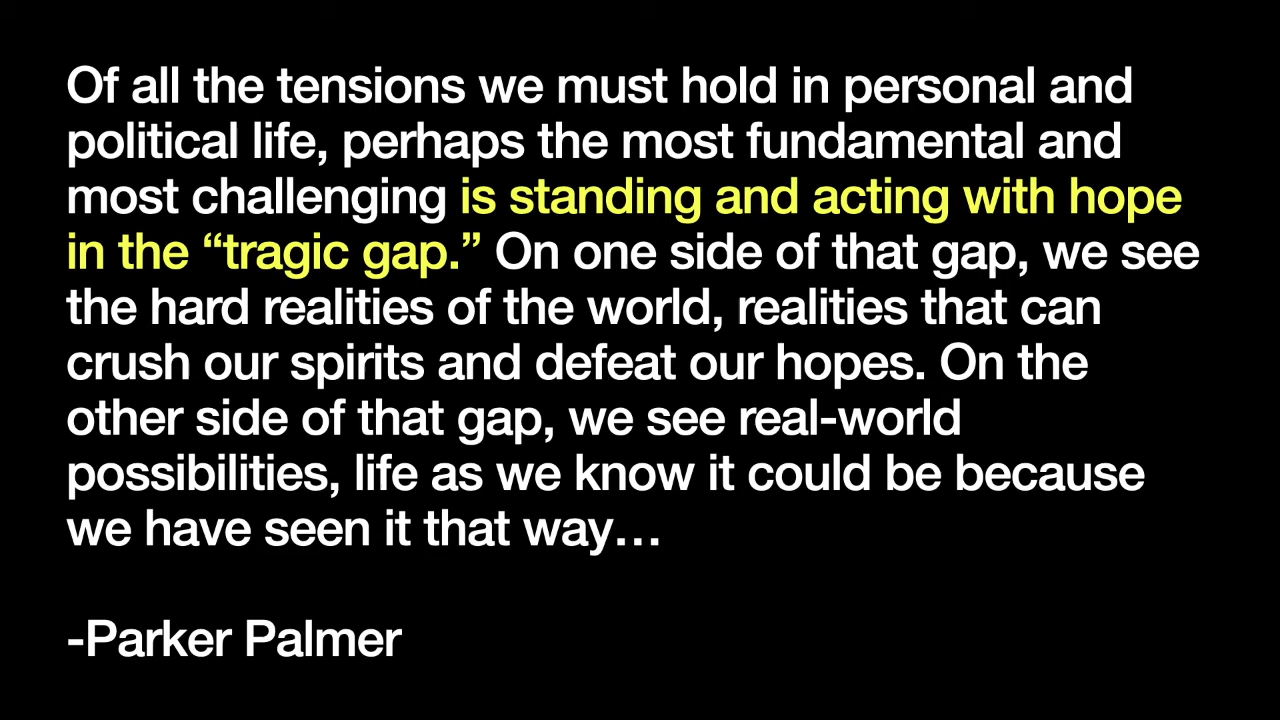 Of all the tensions we must hold in personal and
political life, perhaps the most fundamental and
most challenging is standing and acting with hope
in the “tragic gap.” On one side of that gap, we see
the hard realities of the world, realities that can
crush our spirits and defeat our hopes. On the
other side of that gap, we see real-world
possibilities, life as we know it could be because
we have seen it that way…
-Parker Palmer